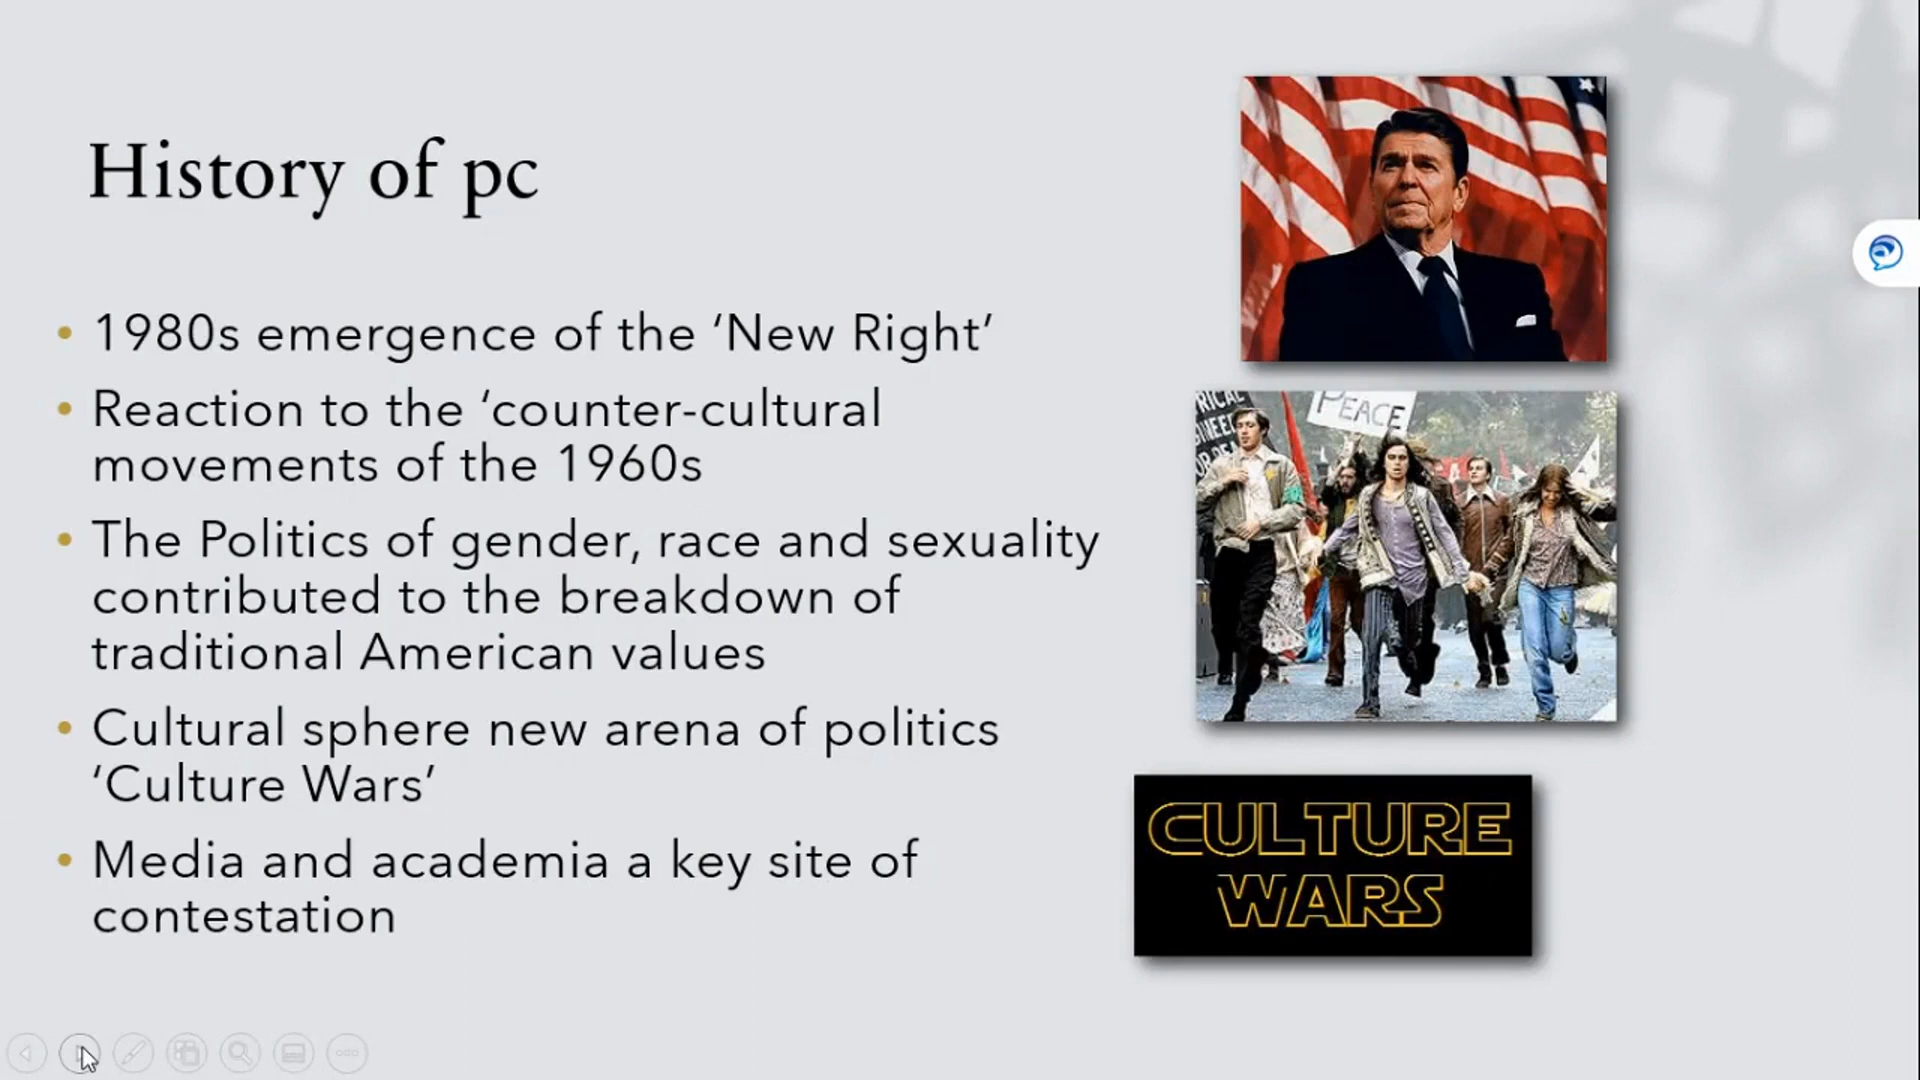 History of pc
• 1980s emergence of the ‘New Right’
• Reaction to the ‘counter-cultural
movements of the 1960s
• The Politics of gender, race and sexuality
contributed to the breakdown of
traditional American values
• Cultural sphere new arena of politics
‘Culture Wars’
• Media and academia a key site of
contestation
PEACE
CULTURE
WARS